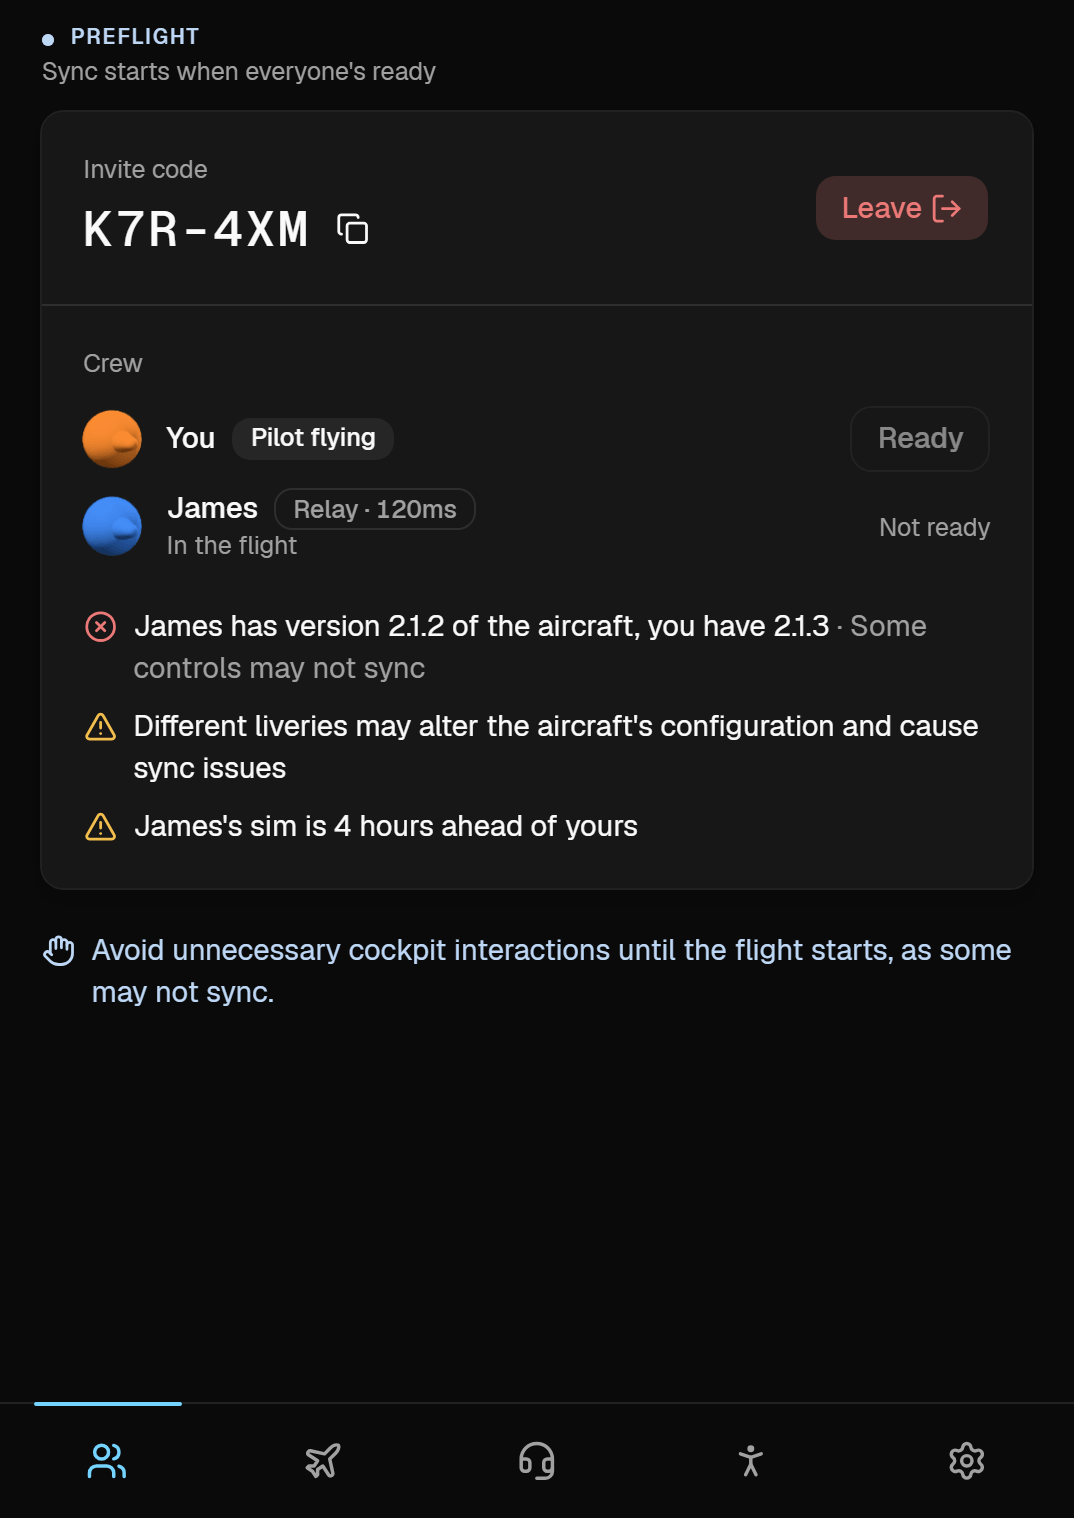 PREFLIGHT
Sync starts when everyone's ready
Invite code
K7R-4XM
Leave
Crew
You Pilot flying Ready
James Relay · 120ms
In the flight
Not ready
James has version 2.1.2 of the aircraft, you have 2.1.3 · Some
controls may not sync
Different liveries may alter the aircraft's configuration and cause
sync issues
James's sim is 4 hours ahead of yours
Avoid unnecessary cockpit interactions until the flight starts, as some
may not sync.